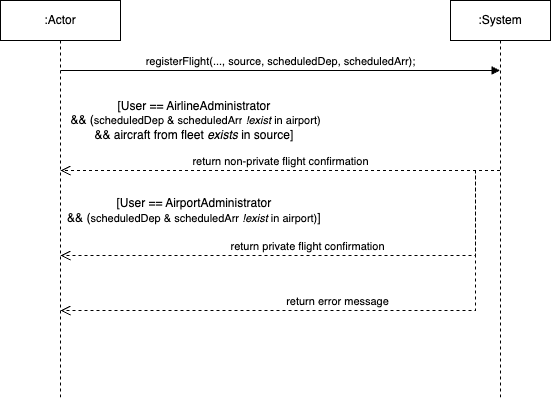 :Actor
:System
registerFlight(..., source, scheduledDep, scheduledArr);
[User == AirlineAdministrator
&& (scheduledDep & scheduledArr !exist in airport)
&& aircraft from fleet exists in source]
return non-private flight confirmation
[User == AirportAdministrator
&& (scheduledDep & scheduledArr !exist in airport)]
return private flight confirmation
return error message